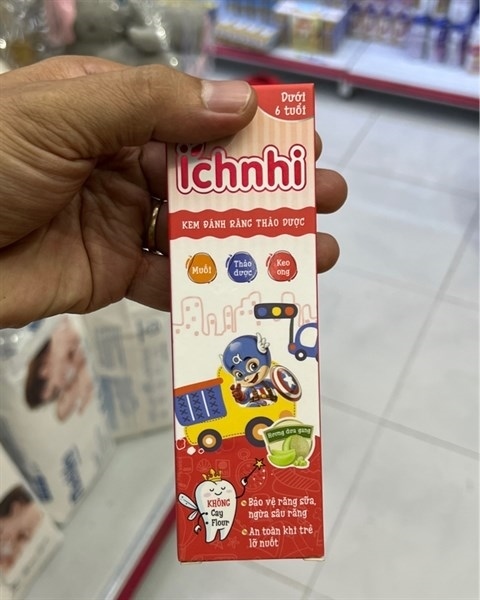 Dưới
6 tuổi
ichnhi
KEM ĐÁNH RĂNG THẢO DƯỢC
Muối
Thảo
dược
Keo
ong
Hương dưa gang
KHÔNG
Cay
Flour
Bảo vệ răng sữa,
ngừa sâu răng
An toàn khi trẻ
lỡ nuốt